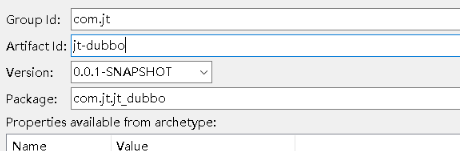 Group Id: com.jt
Artifact Id: jt-dubbo
Version: 0.0.1-SNAPSHOT
Package: com.jt.jt_dubbo
Properties available from archetype:
Name Value